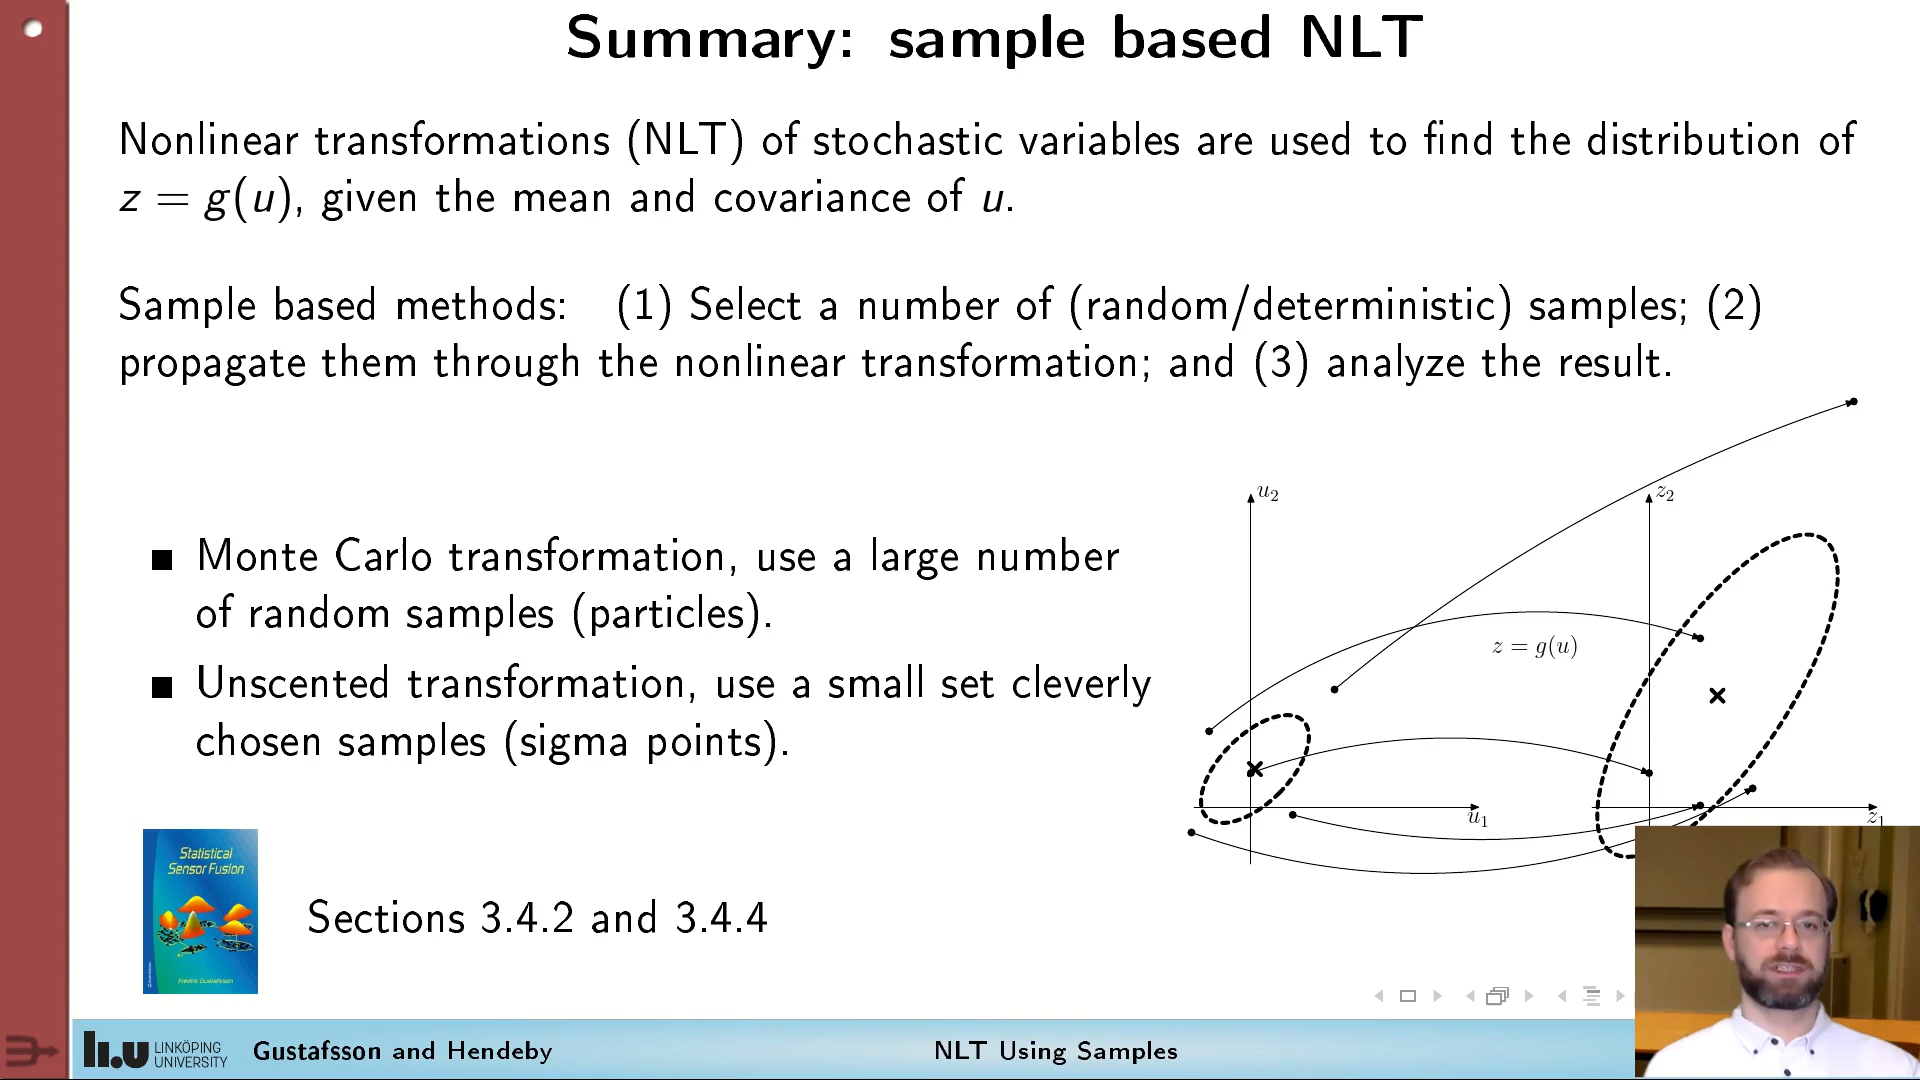 Summary: sample based NLT
Nonlinear transformations (NLT) of stochastic variables are used to find the distribution of
z = g(u), given the mean and covariance of u.
Sample based methods: (1) Select a number of (random/deterministic) samples; (2)
propagate them through the nonlinear transformation; and (3) analyze the result.
Monte Carlo transformation, use a large number
of random samples (particles).
Unscented transformation, use a small set cleverly
chosen samples (sigma points).
u₂
z₂
z = g(u)
u₁
z₁
Statistical
Sensor Fusion
Fredrik Gustafsson
Sections 3.4.2 and 3.4.4
LINKÖPING
UNIVERSITY
Gustafsson and Hendeby
NLT Using Samples